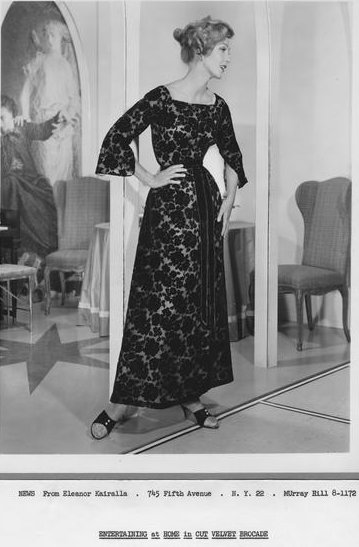 NEWS From Eleanor Kairalla . 745 Fifth Avenue . N. Y. 22 . MUrray Hill 8-1172
ENTERTAINING at HOME in CUT VELVET BROCADE